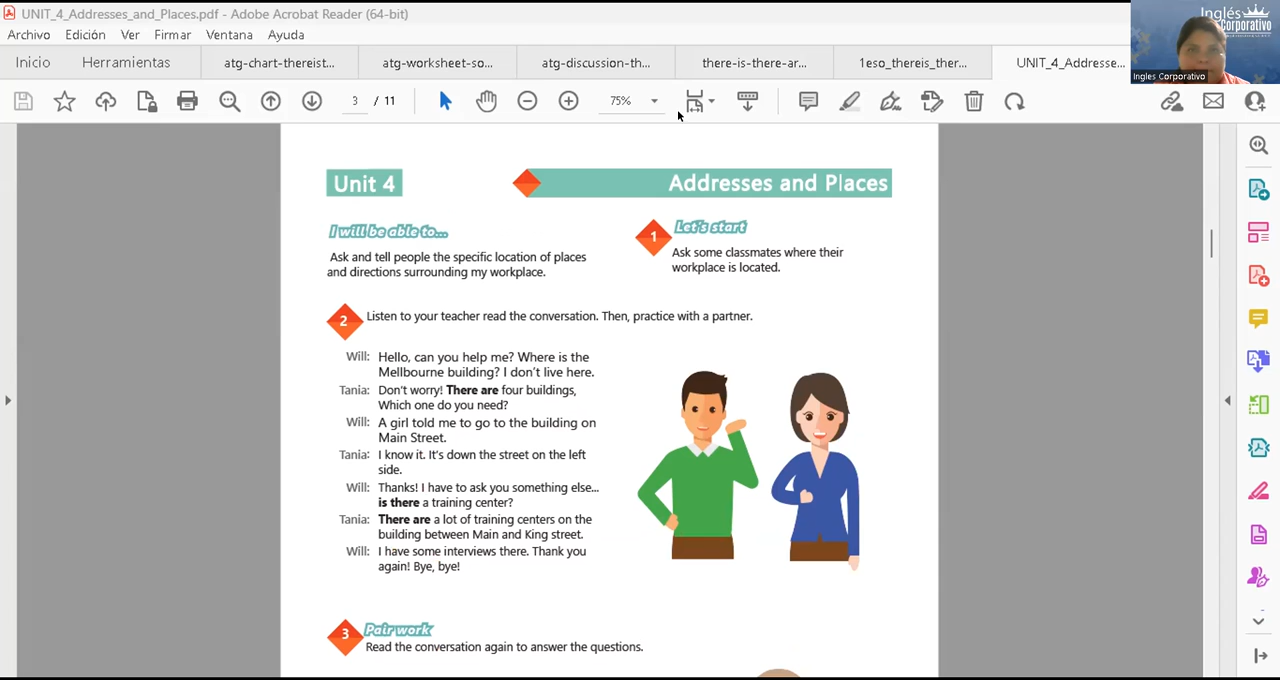 UNIT_4_Addresses_and_Places.pdf - Adobe Acrobat Reader (64-bit)
Archivo Edición Ver Firmar Ventana Ayuda
Inicio Herramientas atg-chart-thereist... atg-worksheet-so... atg-discussion-th... there-is-there-ar... 1eso_thereis_ther... UNIT_4_Addresse...
3 / 11 75%
Inglés
Corporativo
Ingles Corporativo
Unit 4
Addresses and Places
I will be able to...
Ask and tell people the specific location of places
and directions surrounding my workplace.
1 Let's start
Ask some classmates where their
workplace is located.
2 Listen to your teacher read the conversation. Then, practice with a partner.
Will: Hello, can you help me? Where is the
Mellbourne building? I don't live here.
Tania: Don't worry! There are four buildings,
Which one do you need?
Will: A girl told me to go to the building on
Main Street.
Tania: I know it. It's down the street on the left
side.
Will: Thanks! I have to ask you something else...
is there a training center?
Tania: There are a lot of training centers on the
building between Main and King street.
Will: I have some interviews there. Thank you
again! Bye, bye!
3 Pair work
Read the conversation again to answer the questions.